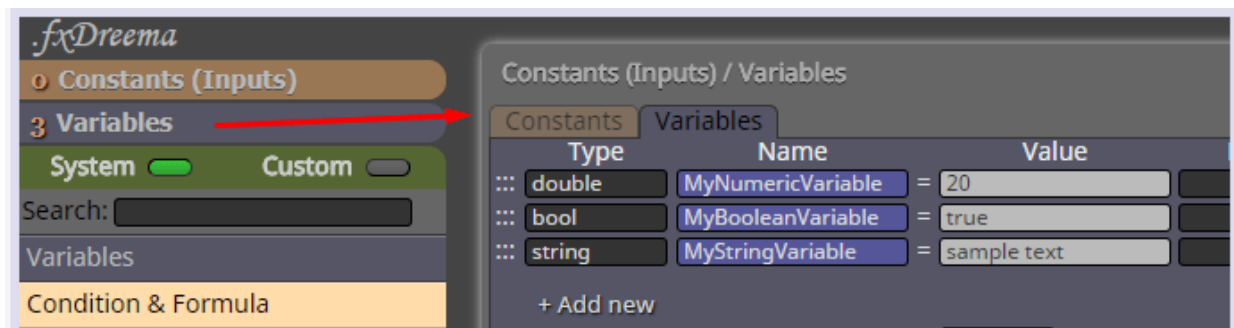 .fxDreema
0 Constants (Inputs)
3 Variables
System Custom
Search:
Variables
Condition & Formula
Constants (Inputs) / Variables
Constants Variables
Type Name Value
::: double MyNumericVariable = 20
::: bool MyBooleanVariable = true
::: string MyStringVariable = sample text
+ Add new